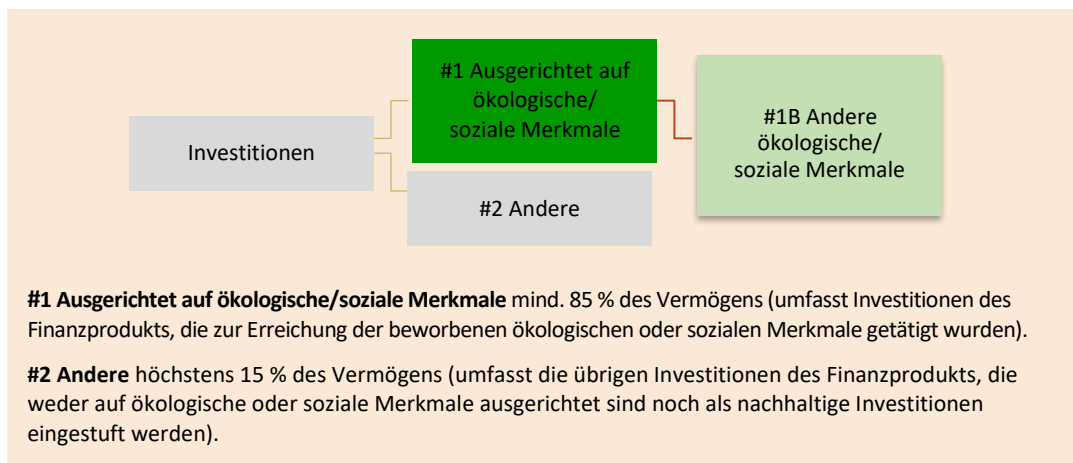 #1 Ausgerichtet auf
ökologische/
soziale Merkmale
#1B Andere
ökologische/
soziale Merkmale
Investitionen
#2 Andere
#1 Ausgerichtet auf ökologische/soziale Merkmale mind. 85 % des Vermögens (umfasst Investitionen des
Finanzprodukts, die zur Erreichung der beworbenen ökologischen oder sozialen Merkmale getätigt wurden).
#2 Andere höchstens 15 % des Vermögens (umfasst die übrigen Investitionen des Finanzprodukts, die
weder auf ökologische oder soziale Merkmale ausgerichtet sind noch als nachhaltige Investitionen
eingestuft werden).